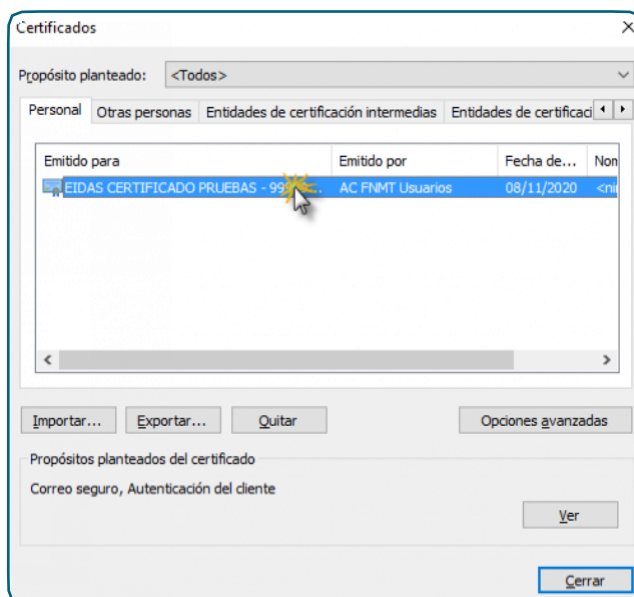 Certificados
Propósito planteado: <Todos>
Personal Otras personas Entidades de certificación intermedias Entidades de certificaci
Emitido para Emitido por Fecha de... Nom
EIDAS CERTIFICADO PRUEBAS - 99... AC FNMT Usuarios 08/11/2020 <nin
Importar... Exportar... Quitar Opciones avanzadas
Propósitos planteados del certificado
Correo seguro, Autenticación del cliente
Ver
Cerrar